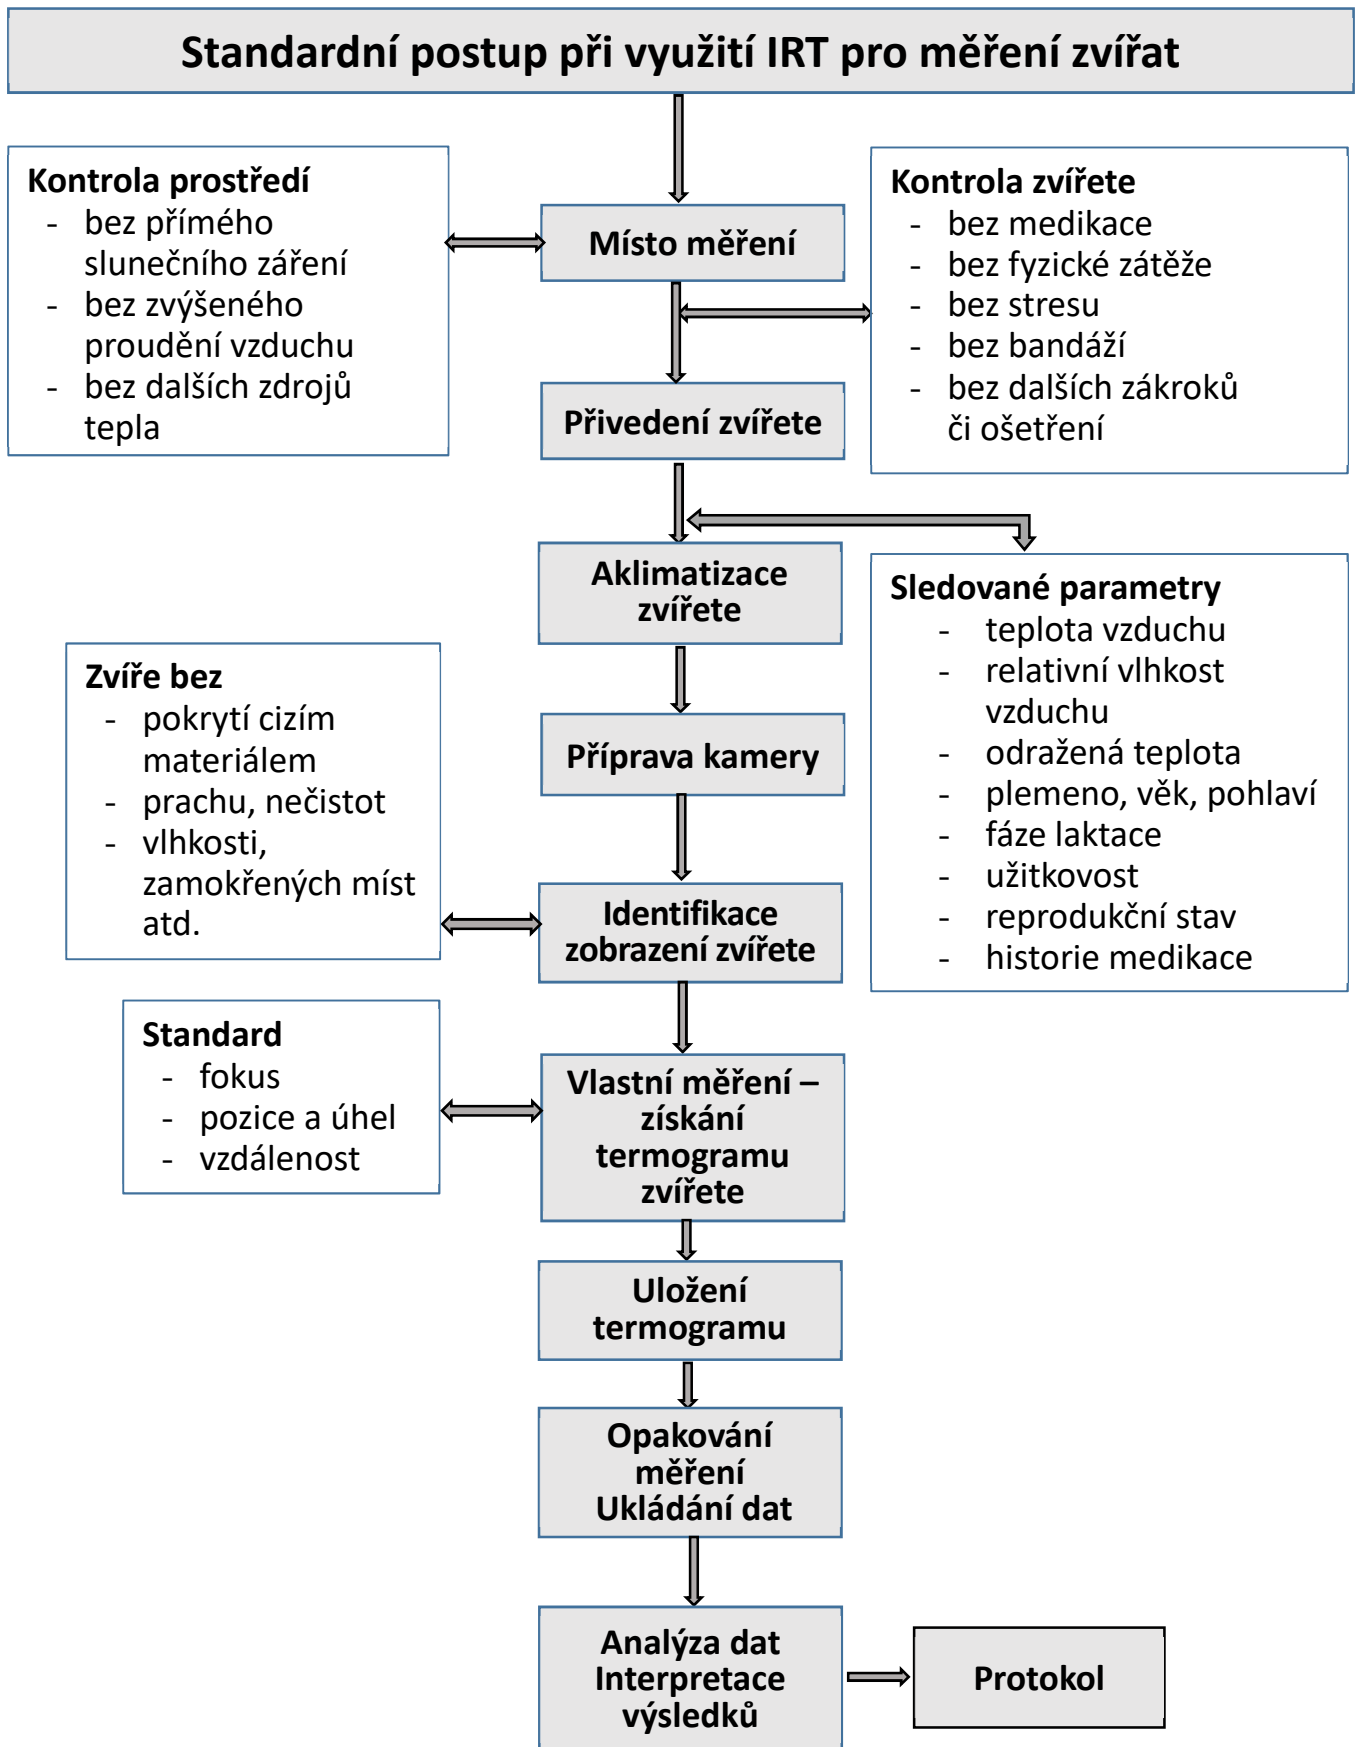 Standardní postup při využití IRT pro měření zvířat
Kontrola prostředí
- bez přímého
slunečního záření
- bez zvýšeného
proudění vzduchu
- bez dalších zdrojů
tepla
Místo měření
Kontrola zvířete
- bez medikace
- bez fyzické zátěže
- bez stresu
- bez bandáží
- bez dalších zákroků
či ošetření
Přivedení zvířete
Aklimatizace
zvířete
Sledované parametry
- teplota vzduchu
- relativní vlhkost
vzduchu
- odražená teplota
- plemeno, věk, pohlaví
- fáze laktace
- užitkovost
- reprodukční stav
- historie medikace
Zvíře bez
- pokrytí cizím
materiálem
- prachu, nečistot
- vlhkosti,
zamokřených míst
atd.
Příprava kamery
Identifikace
zobrazení zvířete
Standard
- fokus
- pozice a úhel
- vzdálenost
Vlastní měření –
získání
termogramu
zvířete
Uložení
termogramu
Opakování
měření
Ukládání dat
Analýza dat
Interpretace
výsledků
Protokol